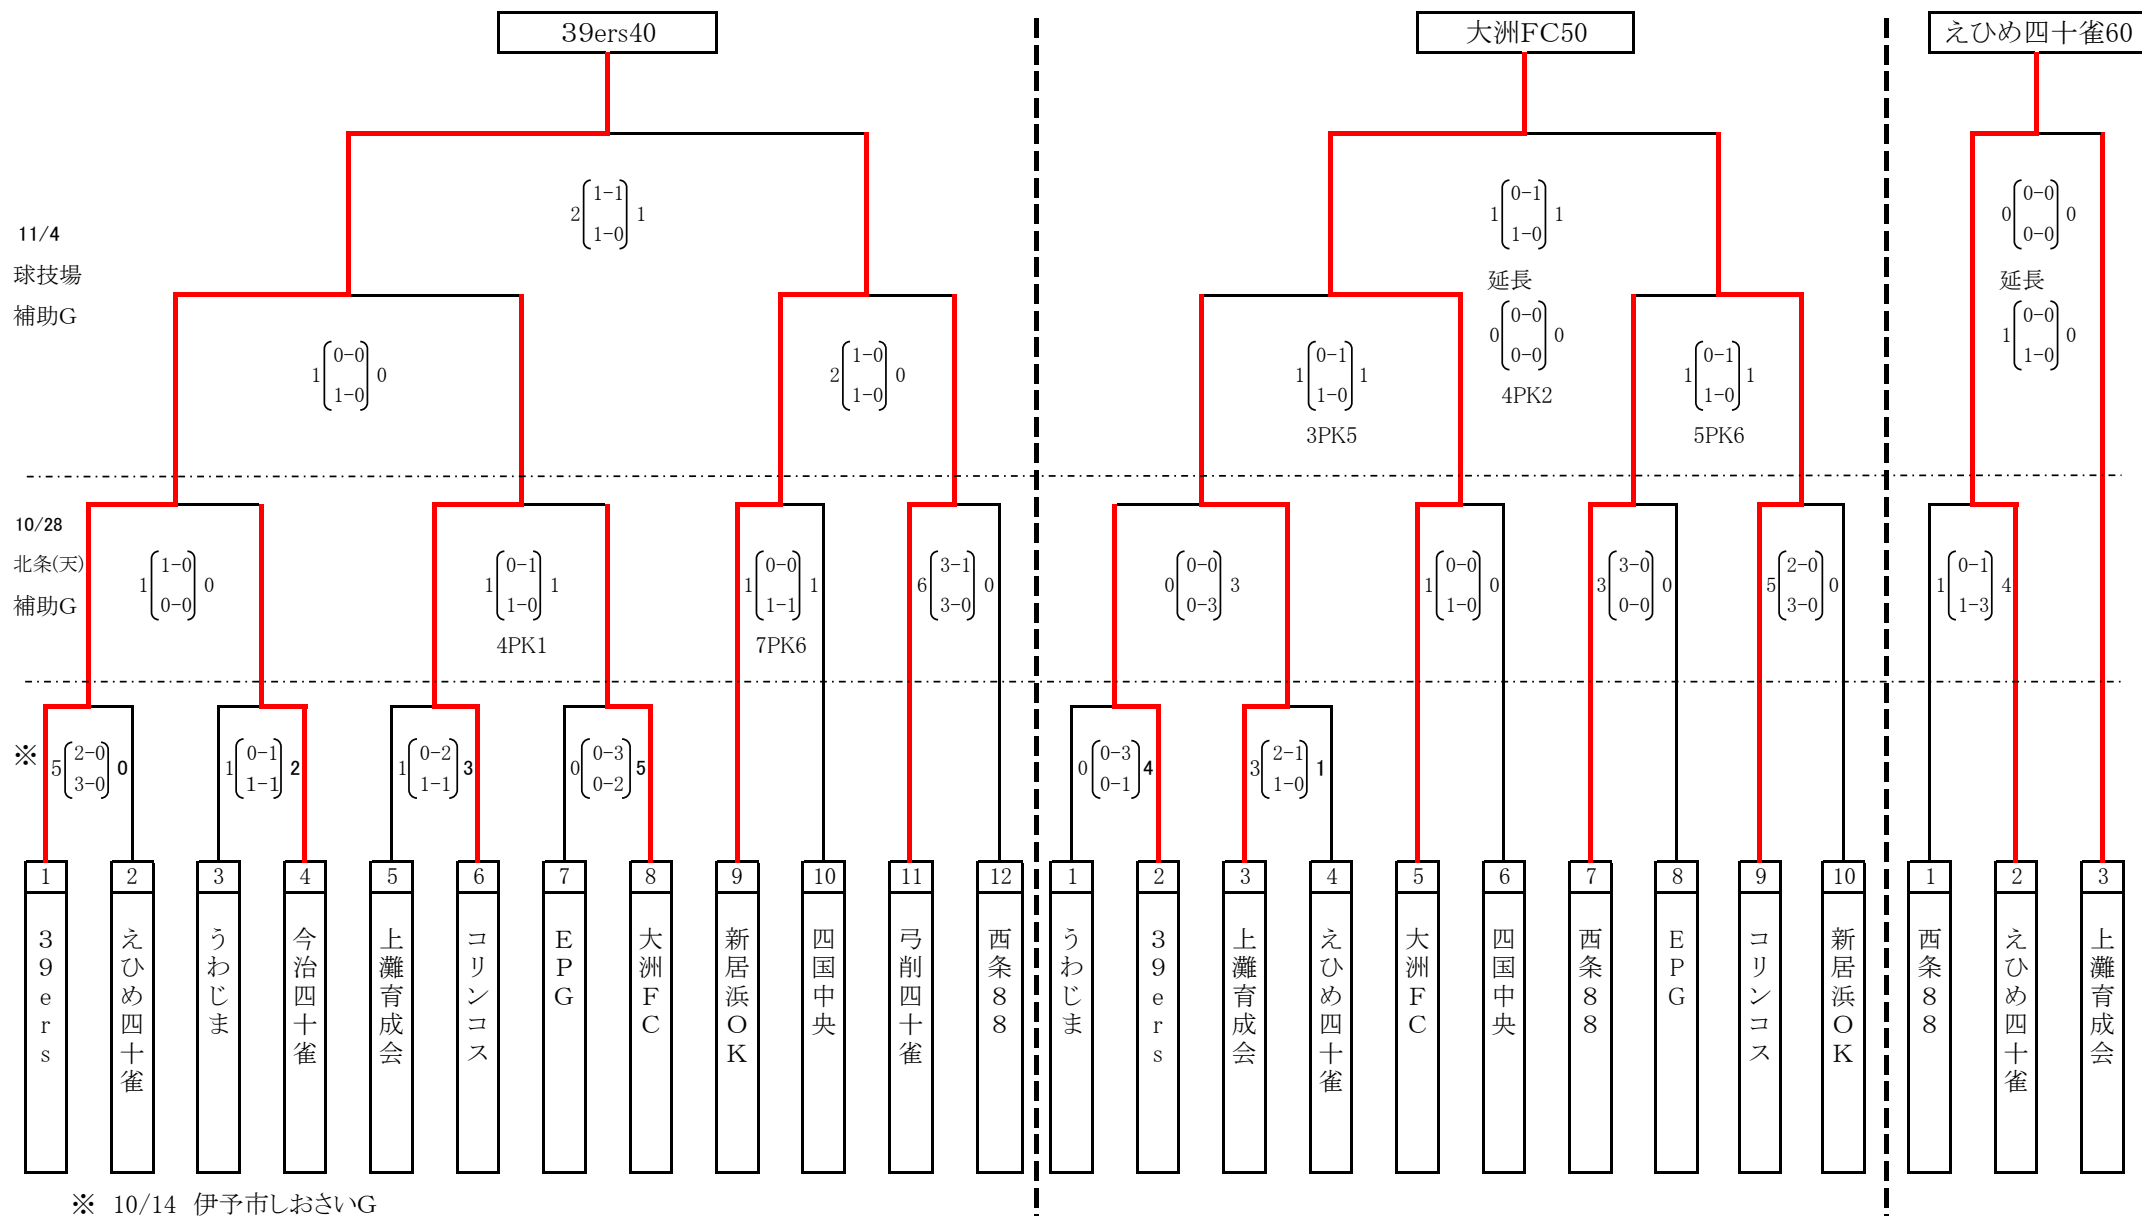 39ers40
大洲FC50
えひめ四十雀60
11/4
球技場
補助G
2 1-1 1
1-0
1 0-1 1
1-0
延長
0 0-0 0
0-0
4PK2
0 0-0 0
0-0
延長
1 0-0 0
1-0
1 0-0 0
1-0
2 1-0 0
1-0
1 0-1 1
1-0
3PK5
1 0-1 1
1-0
5PK6
10/28
北条(天)
補助G
1 1-0 0
0-0
1 0-1 1
1-0
4PK1
1 0-0 1
1-1
7PK6
6 3-1 0
3-0
0 0-0 3
0-3
1 0-0 0
1-0
3 3-0 0
0-0
5 2-0 0
3-0
1 0-1 4
1-3
※
5 2-0 0
3-0
1 0-1 2
1-1
1 0-2 3
1-1
0 0-3 5
0-2
0 0-3 4
0-1
3 2-1 1
1-0
1 2 3 4 5 6 7 8 9 10 11 12
1 2 3 4 5 6 7 8 9 10
1 2 3
39ers
えひめ四十雀
うわじま
今治四十雀
上灘育成会
コリンコス
EPG
大洲FC
新居浜OK
四国中央
弓削四十雀
西条88
うわじま
39ers
上灘育成会
えひめ四十雀
大洲FC
四国中央
西条88
EPG
コリンコス
新居浜OK
西条88
えひめ四十雀
上灘育成会
※ 10/14 伊予市しおさいG